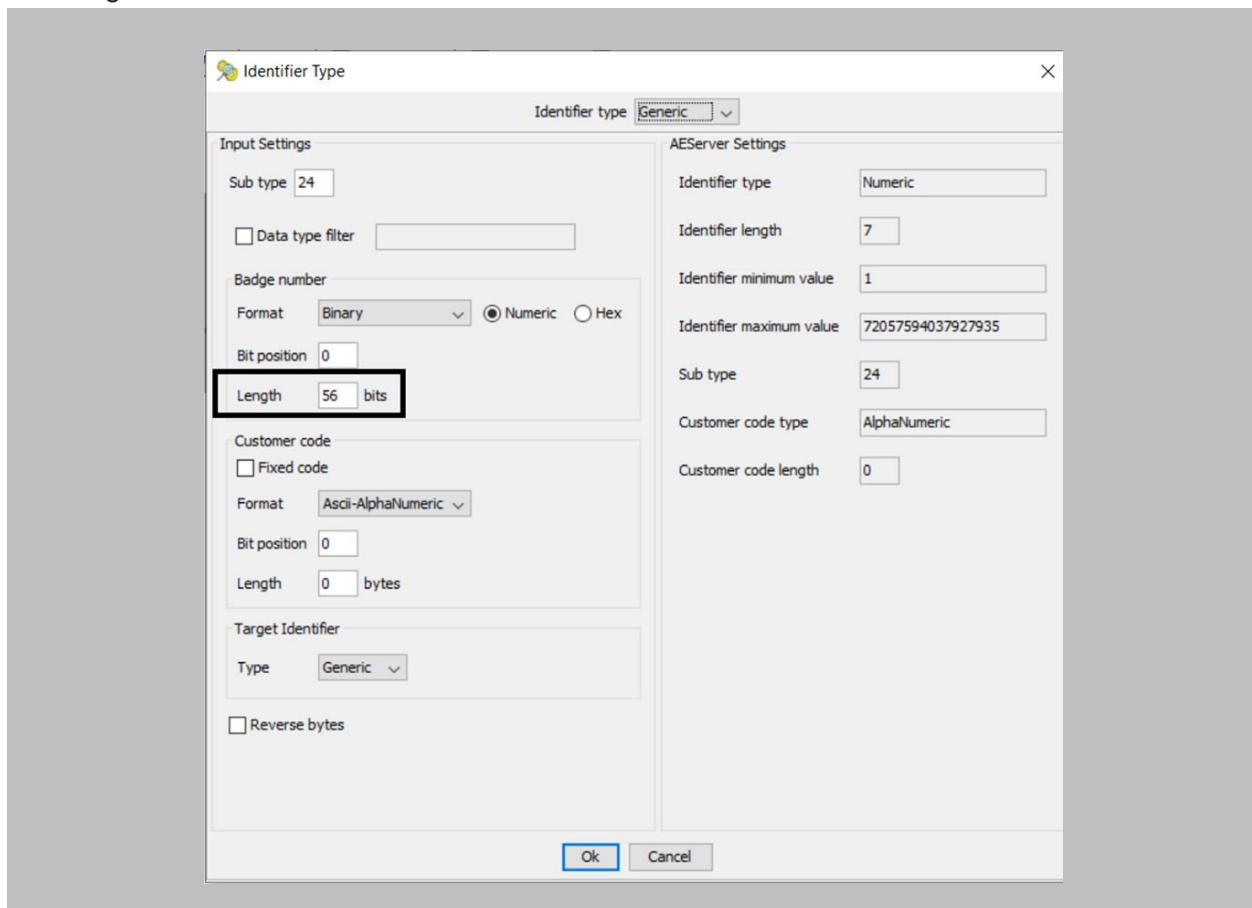 Identifier Type
Identifier type Generic
Input Settings
Sub type 24
Data type filter
Badge number
Format Binary Numeric Hex
Bit position 0
Length 56 bits
Customer code
Fixed code
Format Ascii-AlphaNumeric
Bit position 0
Length 0 bytes
Target Identifier
Type Generic
Reverse bytes
AEServer Settings
Identifier type Numeric
Identifier length 7
Identifier minimum value 1
Identifier maximum value 72057594037927935
Sub type 24
Customer code type AlphaNumeric
Customer code length 0
Ok Cancel